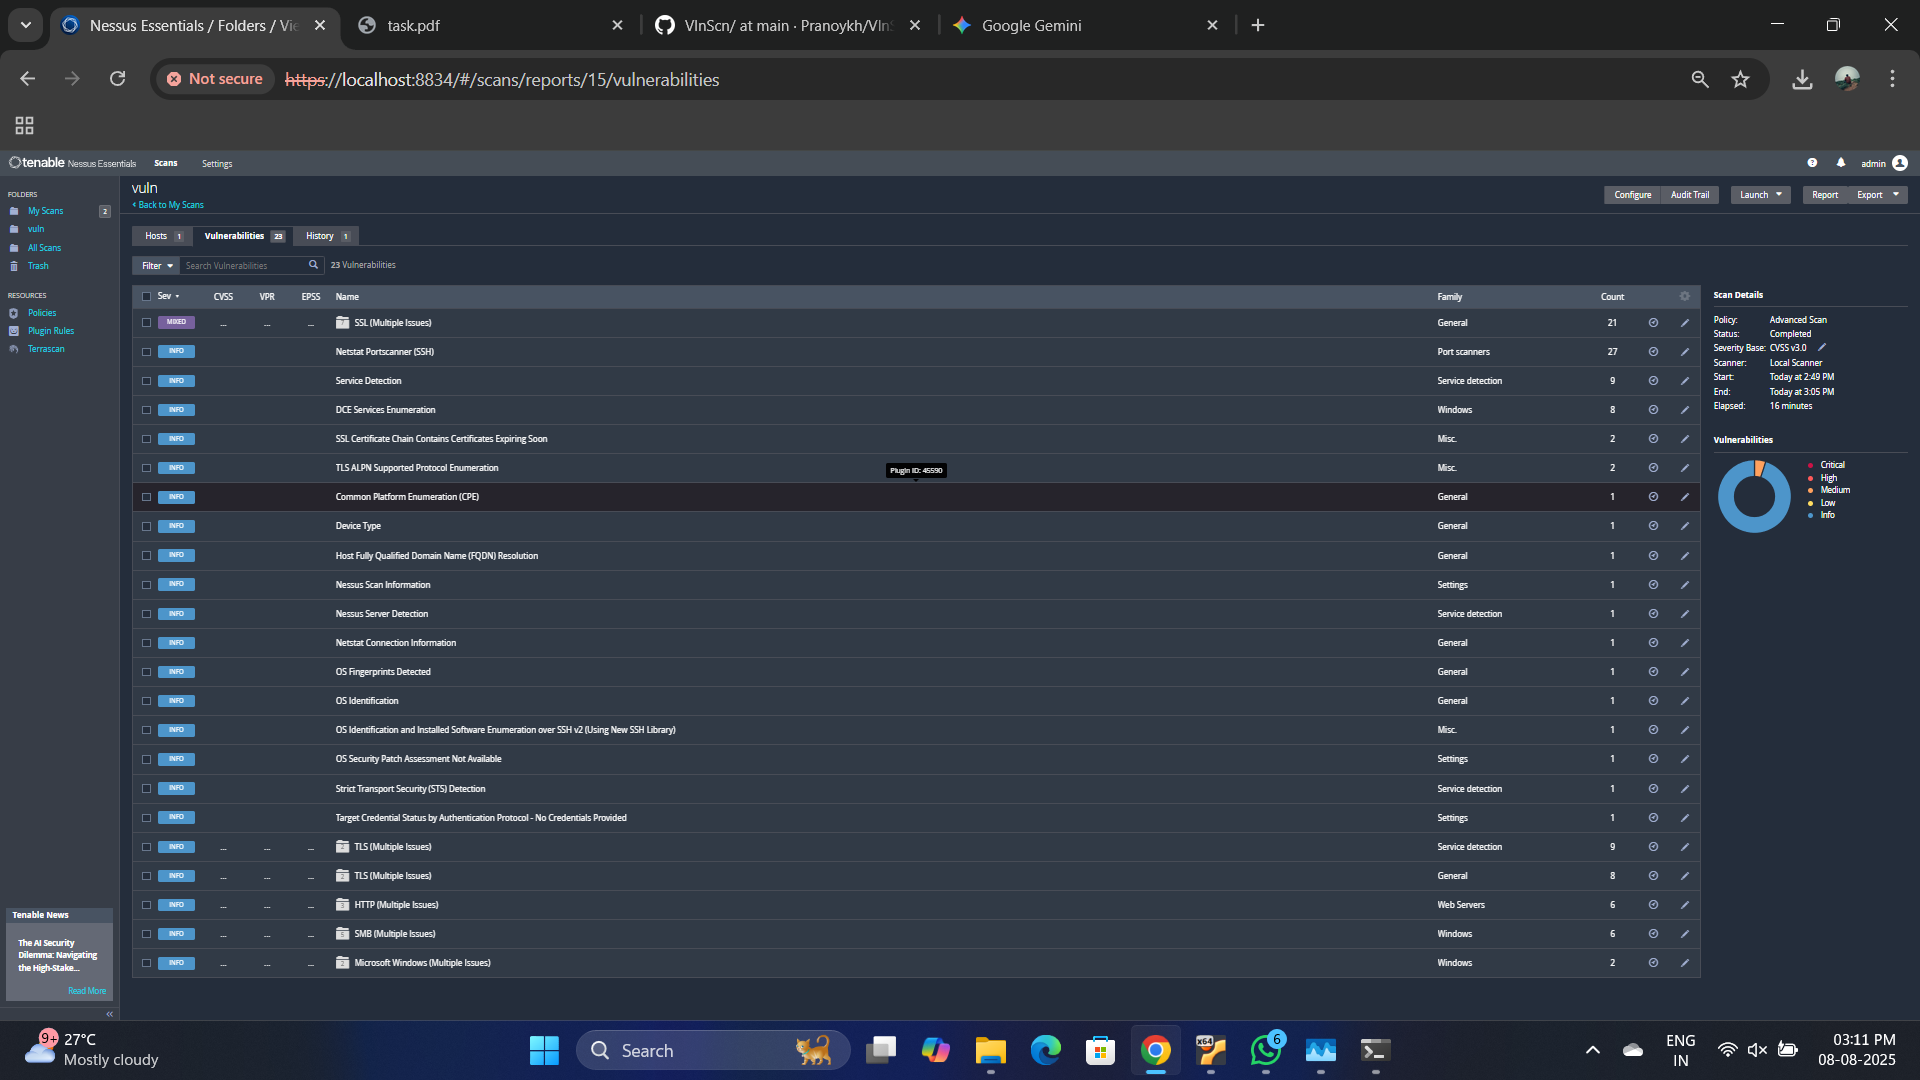 Nessus Essentials / Folders / Vie
task.pdf
VlnScn/ at main · Pranoykh/VlnS
Google Gemini
Not secure
https://localhost:8834/#/scans/reports/15/vulnerabilities
tenable Nessus Essentials
Scans
Settings
admin
FOLDERS
My Scans
2
vuln
All Scans
Trash
RESOURCES
Policies
Plugin Rules
Terrascan
vuln
Back to My Scans
Configure
Audit Trail
Launch
Report
Export
Hosts 1
Vulnerabilities 23
History 1
Filter
Search Vulnerabilities
23 Vulnerabilities
Sev CVSS VPR EPSS Name Family Count
MIXED ... ... ... SSL (Multiple Issues) General 21
INFO Netstat Portscanner (SSH) Port scanners 27
INFO Service Detection Service detection 9
INFO DCE Services Enumeration Windows 8
INFO SSL Certificate Chain Contains Certificates Expiring Soon Misc. 2
INFO TLS ALPN Supported Protocol Enumeration Misc. 2
Plugin ID: 45590
INFO Common Platform Enumeration (CPE) General 1
INFO Device Type General 1
INFO Host Fully Qualified Domain Name (FQDN) Resolution General 1
INFO Nessus Scan Information Settings 1
INFO Nessus Server Detection Service detection 1
INFO Netstat Connection Information General 1
INFO OS Fingerprints Detected General 1
INFO OS Identification General 1
INFO OS Identification and Installed Software Enumeration over SSH v2 (Using New SSH Library) Misc. 1
INFO OS Security Patch Assessment Not Available Settings 1
INFO Strict Transport Security (STS) Detection Service detection 1
INFO Target Credential Status by Authentication Protocol - No Credentials Provided Settings 1
INFO ... ... ... 2 TLS (Multiple Issues) Service detection 9
INFO ... ... ... 2 TLS (Multiple Issues) General 8
INFO ... ... ... 3 HTTP (Multiple Issues) Web Servers 6
INFO ... ... ... 5 SMB (Multiple Issues) Windows 6
INFO ... ... ... 2 Microsoft Windows (Multiple Issues) Windows 2
Scan Details
Policy: Advanced Scan
Status: Completed
Severity Base: CVSS v3.0
Scanner: Local Scanner
Start: Today at 2:49 PM
End: Today at 3:05 PM
Elapsed: 16 minutes
Vulnerabilities
Critical
High
Medium
Low
Info
Tenable News
The AI Security
Dilemma: Navigating
the High-Stake...
Read More
9+
27°C
Mostly cloudy
Search
x64
6
ENG
IN
03:11 PM
08-08-2025